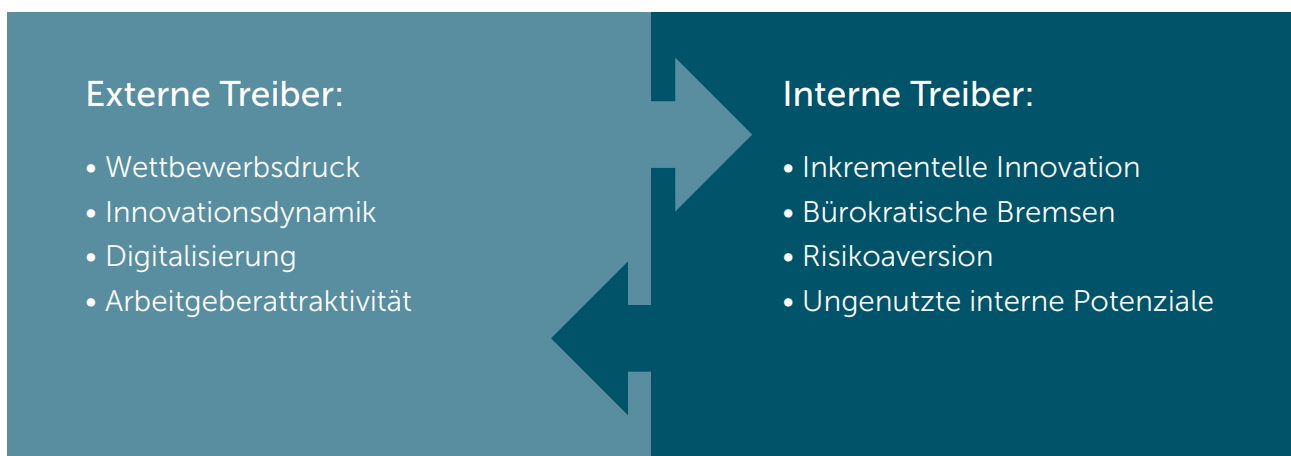 Externe Treiber:
• Wettbewerbsdruck
• Innovationsdynamik
• Digitalisierung
• Arbeitgeberattraktivität
Interne Treiber:
• Inkrementelle Innovation
• Bürokratische Bremsen
• Risikoaversion
• Ungenutzte interne Potenziale